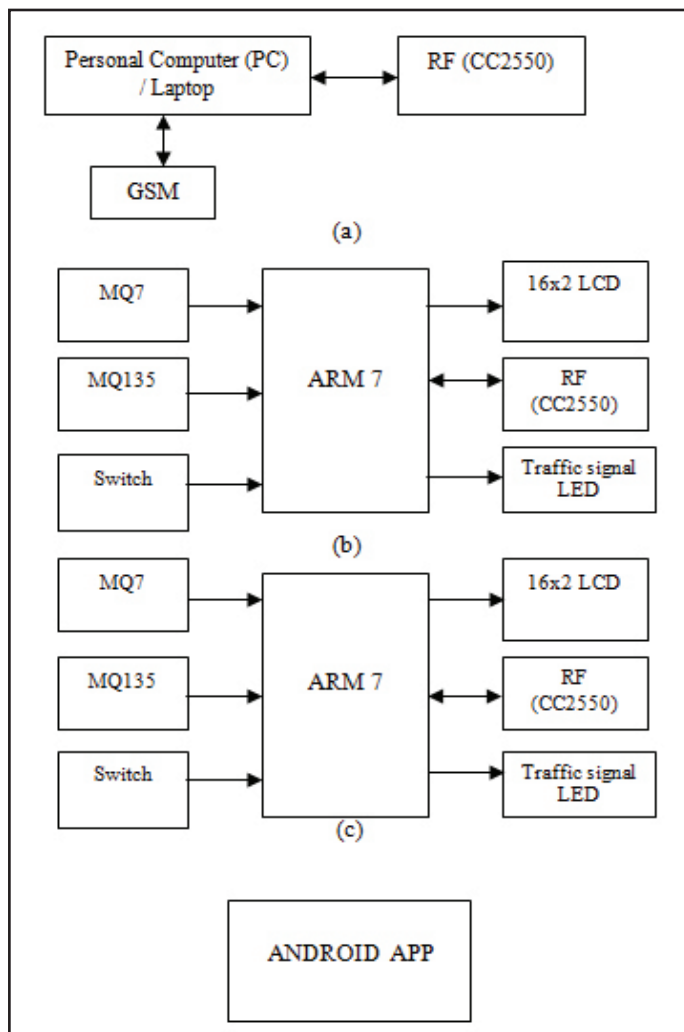 Personal Computer (PC)
/ Laptop
RF (CC2550)
GSM
(a)
MQ7
16x2 LCD
MQ135
ARM 7
RF
(CC2550)
Switch
Traffic signal
LED
(b)
MQ7
16x2 LCD
MQ135
ARM 7
RF
(CC2550)
Switch
Traffic signal
LED
(c)
ANDROID APP